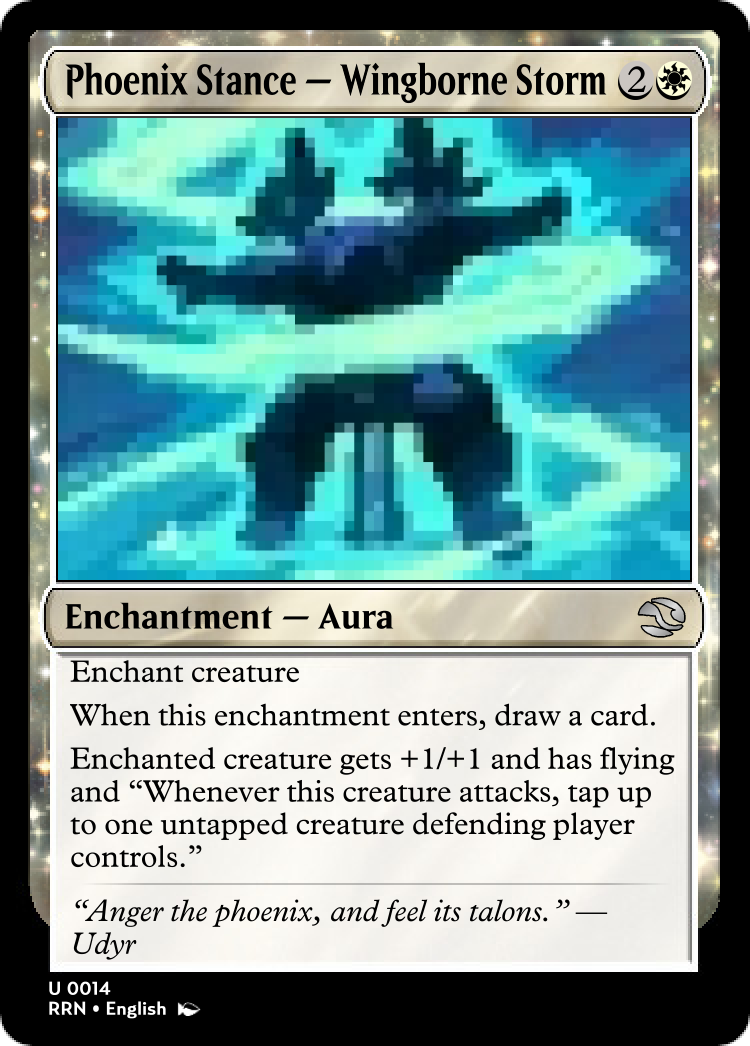 Phoenix Stance — Wingborne Storm 2
Enchantment — Aura
Enchant creature
When this enchantment enters, draw a card.
Enchanted creature gets +1/+1 and has flying
and “Whenever this creature attacks, tap up
to one untapped creature defending player
controls.”
“Anger the phoenix, and feel its talons.” —
Udyr
U 0014
RRN • English